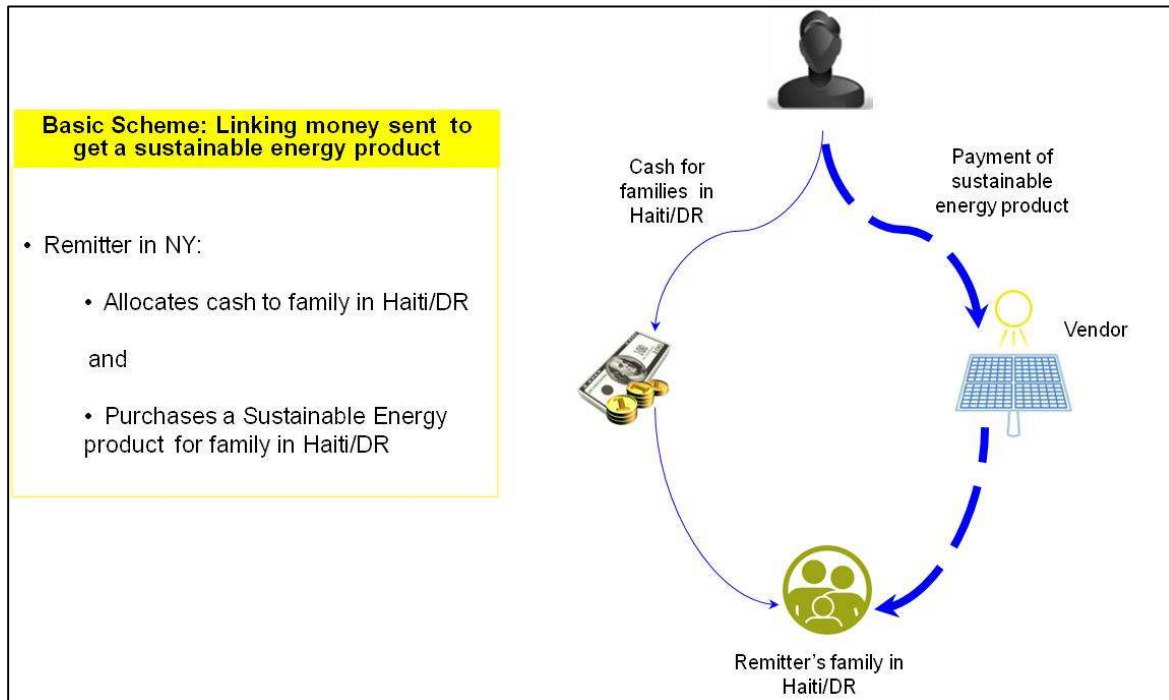 Basic Scheme: Linking money sent to
get a sustainable energy product
• Remitter in NY:
• Allocates cash to family in Haiti/DR
and
• Purchases a Sustainable Energy
product for family in Haiti/DR
Cash for
families in
Haiti/DR
Payment of
sustainable
energy product
Vendor
100
Remitter's family in
Haiti/DR